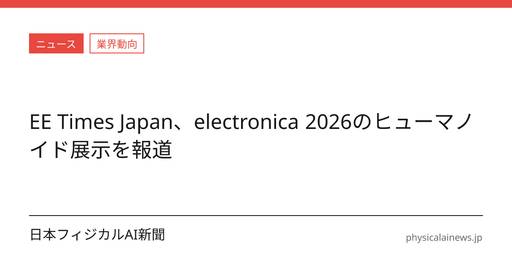 ニュース 業界動向
EE Times Japan、electronica 2026のヒューマノ
イド展示を報道
日本フィジカルAI新聞
physicalainews.jp